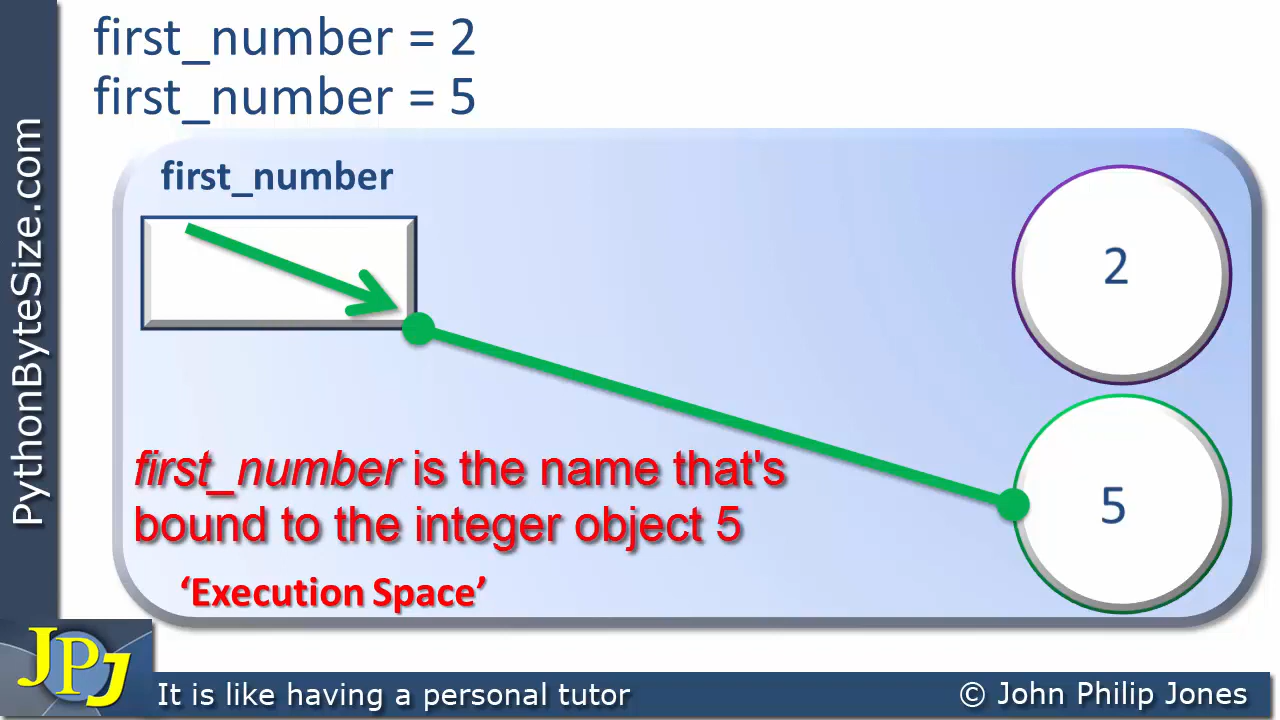 first_number = 2
first_number = 5
first_number
2
5
first_number is the name that's
bound to the integer object 5
‘Execution Space’
PythonByteSize.com
JPJ
It is like having a personal tutor
© John Philip Jones